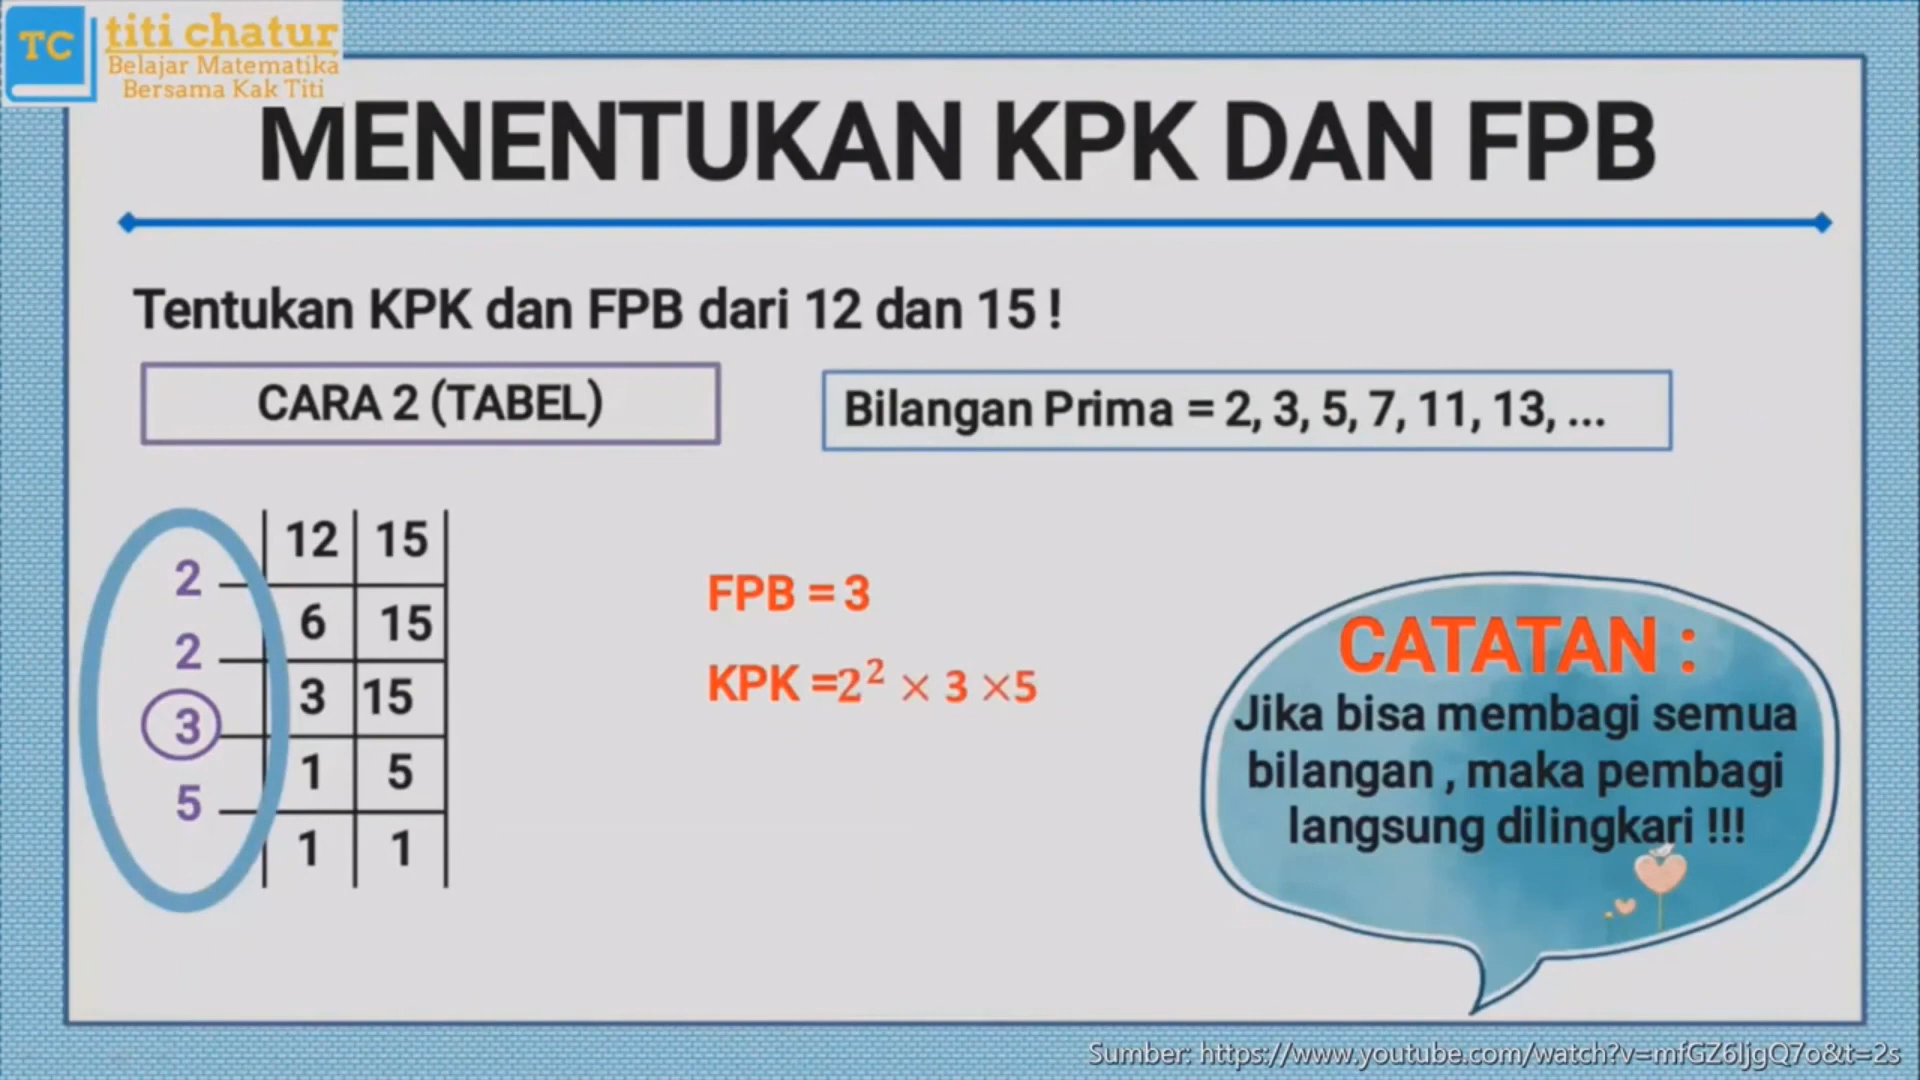 TC
titi chatur
Belajar Matematika
Bersama Kak Titi
MENENTUKAN KPK DAN FPB
Tentukan KPK dan FPB dari 12 dan 15 !
CARA 2 (TABEL)
Bilangan Prima = 2, 3, 5, 7, 11, 13, ...
12 15
2
6 15
2
3 15
3
1 5
5
1 1
FPB = 3
KPK =2² × 3 ×5
CATATAN :
Jika bisa membagi semua
bilangan , maka pembagi
langsung dilingkari !!!
Sumber: https://www.youtube.com/watch?v=mfGZ6IjgQ7o&t=2s